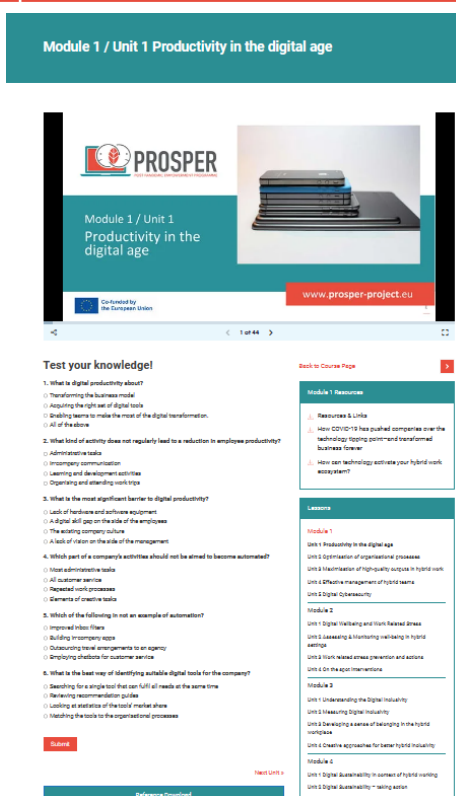 Module 1 / Unit 1 Productivity in the digital age
PROSPER
POST-PANDEMIC EMPOWERMENT PROGRAMME
Module 1 / Unit 1
Productivity in the
digital age
Co-funded by
the European Union
www.prosper-project.eu
1 of 44
Test your knowledge!
1. What is digital productivity about?
Transforming the business model
Acquiring the right set of digital tools
Enabling teams to make the most of the digital transformation.
All of the above
2. What kind of activity does not regularly lead to a reduction in employee productivity?
Administrative tasks
In-company communication
Learning and development activities
Organising and attending work trips
3. What is the most significant barrier to digital productivity?
Lack of hardware and software equipment
A digital skill gap on the side of the employees
The existing company culture
A lack of vision on the side of the management
4. Which part of a company's activities should not be aimed to become automated?
Most administrative tasks
All customer service
Repeated work processes
Elements of creative tasks
5. Which of the following in not an example of automation?
Improved inbox filters
Building in-company apps
Outsourcing travel arrangements to an agency
Employing chatbots for customer service
6. What is the best way of identifying suitable digital tools for the company?
Searching for a single tool that can fulfil all needs at the same time
Reviewing recommendation guides
Looking at statistics of the tools' market share
Matching the tools to the organisational processes
Submit
Next Unit »
Reference Download
Back to Course Page
Module 1 Resources
Resources & Links
How COVID-19 has pushed companies over the
technology tipping point—and transformed
business forever
How can technology activate your hybrid work
ecosystem?
Lessons
Module 1
Unit 1 Productivity in the digital age
Unit 2 Optimisation of organisational processes
Unit 3 Maximisation of high-quality outputs in hybrid work
Unit 4 Effective management of hybrid teams
Unit 5 Digital Cybersecurity
Module 2
Unit 1 Digital Wellbeing and Work Related Stress
Unit 2 Assessing & Monitoring well-being in hybrid
settings
Unit 3 Work related stress prevention and actions
Unit 4 On the spot interventions
Module 3
Unit 1 Understanding the Digital Inclusivity
Unit 2 Measuring Digital Inclusivity
Unit 3 Developing a sense of belonging in the hybrid
workplace
Unit 4 Creative approaches for better hybrid inclusivity
Module 4
Unit 1 Digital Sustainability in context of hybrid working
Unit 2 Digital Sustainability – taking action